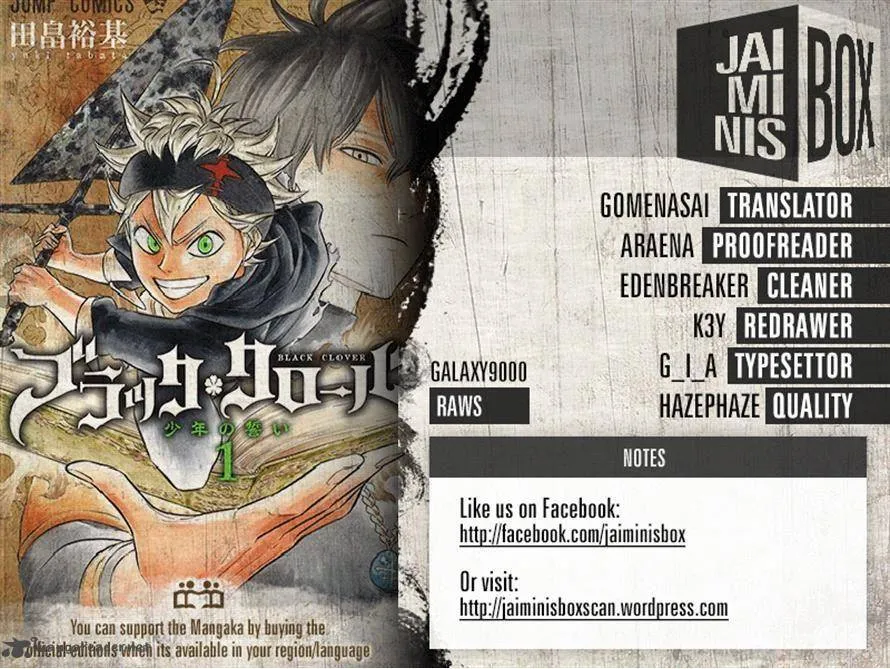 JUMP COMICS
田畠裕基
yuki tabata
BLACK CLOVER
ブラッククローバー
少年の誓い
1
You can support the Mangaka by buying the
official editions when its available in your region/language
JAI
MI
NIS
BOX
GOMENASAI TRANSLATOR
ARAENA PROOFREADER
EDENBREAKER CLEANER
K3Y REDRAWER
G_I_A TYPESETTOR
HAZEPHAZE QUALITY
GALAXY9000
RAWS
NOTES
Like us on Facebook:
http://facebook.com/jaiminisbox
Or visit:
http://jaiminisboxscan.wordpress.com